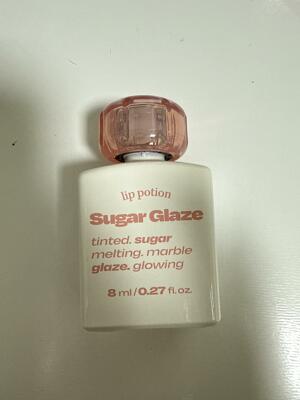 lip potion
Sugar Glaze
tinted. sugar
melting. marble
glaze. glowing
8 ml/0.27 fl.oz.